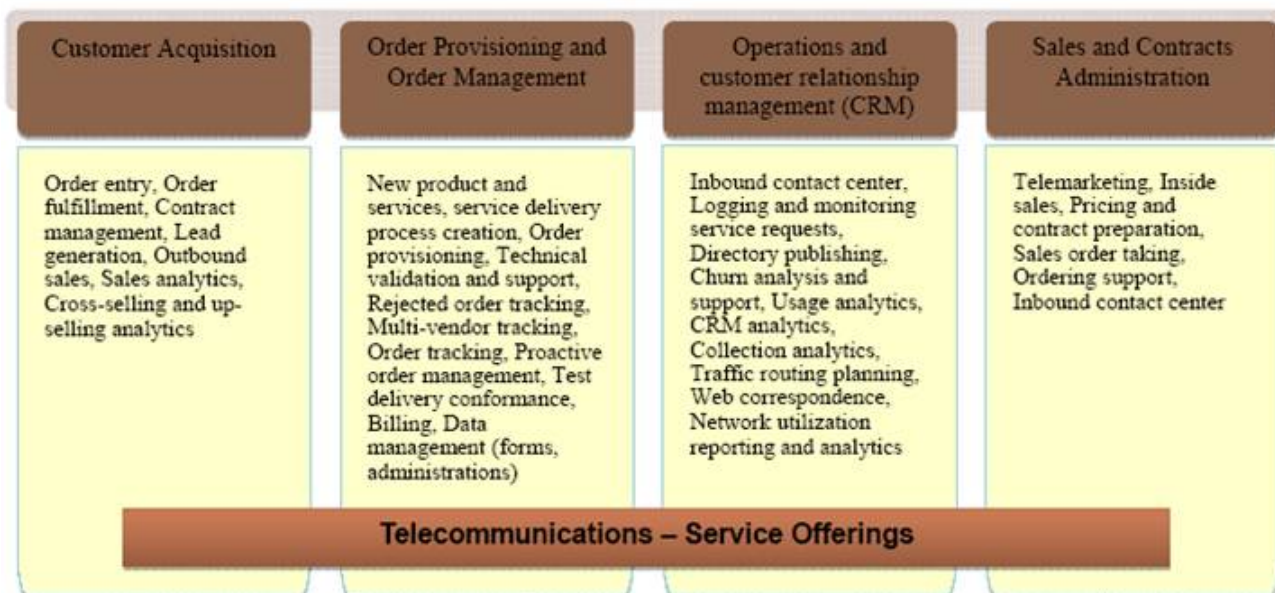 Customer Acquisition
Order entry, Order
fulfillment, Contract
management, Lead
generation, Outbound
sales, Sales analytics,
Cross-selling and up-
selling analytics
Order Provisioning and
Order Management
New product and
services, service delivery
process creation, Order
provisioning, Technical
validation and support,
Rejected order tracking,
Multi-vendor tracking,
Order tracking, Proactive
order management, Test
delivery conformance,
Billing, Data
management (forms,
administrations)
Operations and
customer relationship
management (CRM)
Inbound contact center,
Logging and monitoring
service requests,
Directory publishing,
Churn analysis and
support, Usage analytics,
CRM analytics,
Collection analytics,
Traffic routing planning,
Web correspondence,
Network utilization
reporting and analytics
Sales and Contracts
Administration
Telemarketing, Inside
sales, Pricing and
contract preparation,
Sales order taking,
Ordering support,
Inbound contact center
Telecommunications – Service Offerings